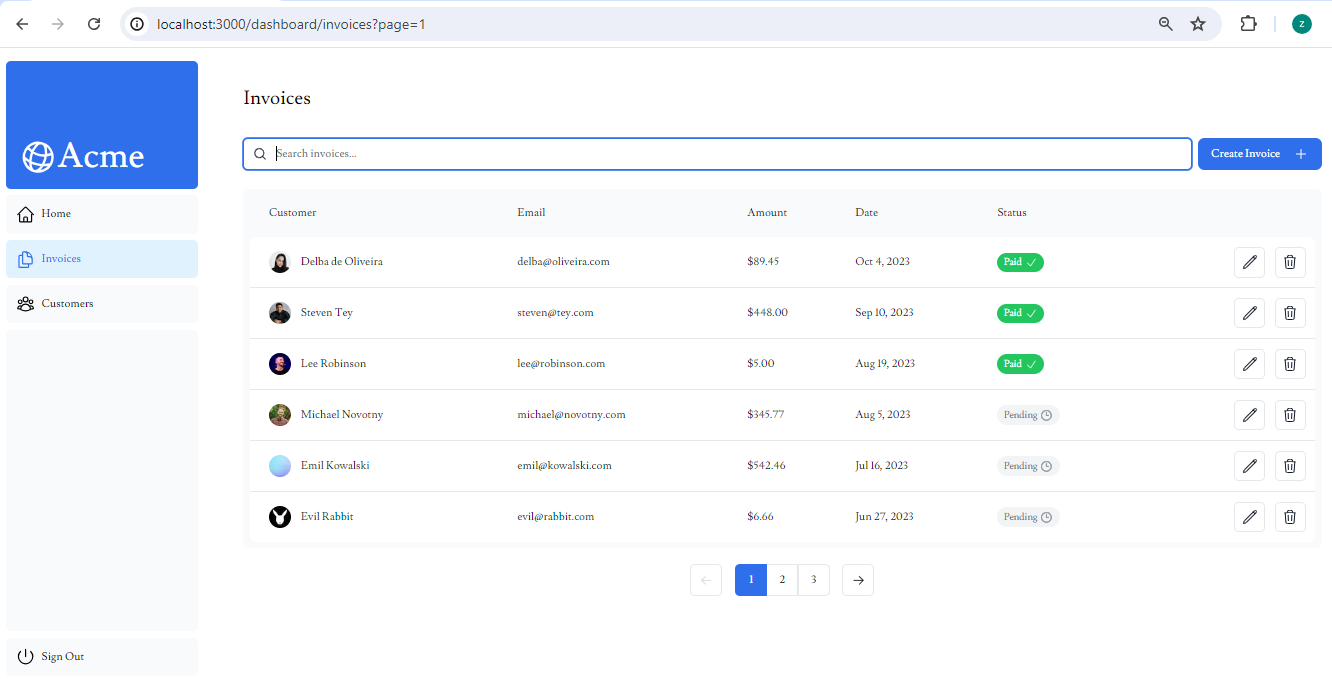 localhost:3000/dashboard/invoices?page=1
z
Acme
Home
Invoices
Customers
Sign Out
Invoices
Search invoices...
Create Invoice +
Customer Email Amount Date Status
Delba de Oliveira delba@oliveira.com $89.45 Oct 4, 2023 Paid
Steven Tey steven@tey.com $448.00 Sep 10, 2023 Paid
Lee Robinson lee@robinson.com $5.00 Aug 19, 2023 Paid
Michael Novotny michael@novotny.com $345.77 Aug 5, 2023 Pending
Emil Kowalski emil@kowalski.com $542.46 Jul 16, 2023 Pending
Evil Rabbit evil@rabbit.com $6.66 Jun 27, 2023 Pending
1 2 3